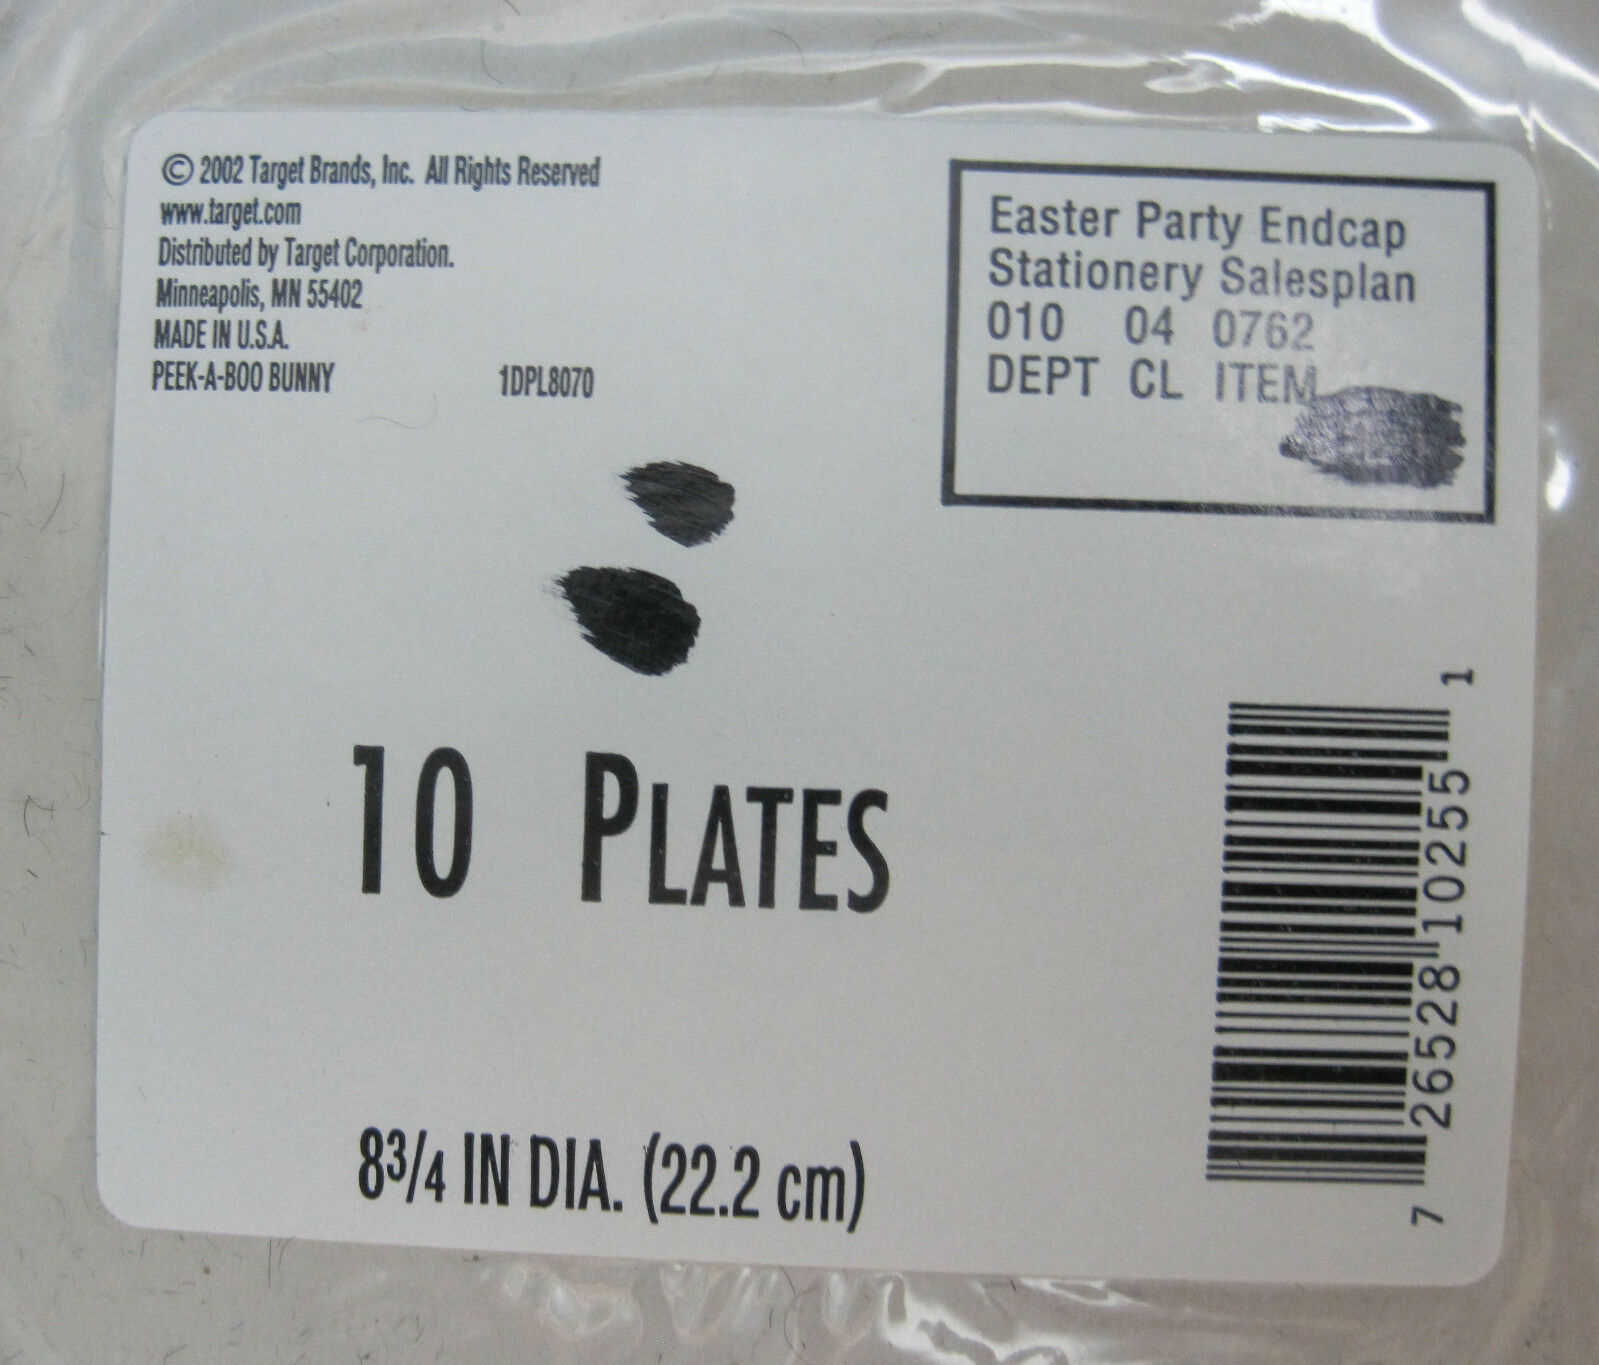 © 2002 Target Brands, Inc. All Rights Reserved
www.target.com
Distributed by Target Corporation.
Minneapolis, MN 55402
MADE IN U.S.A.
PEEK-A-BOO BUNNY 1DPL8070
Easter Party Endcap
Stationery Salesplan
010 04 0762
DEPT CL ITEM
10 PLATES
8¾ IN DIA. (22.2 cm)
7 26528 10255 1